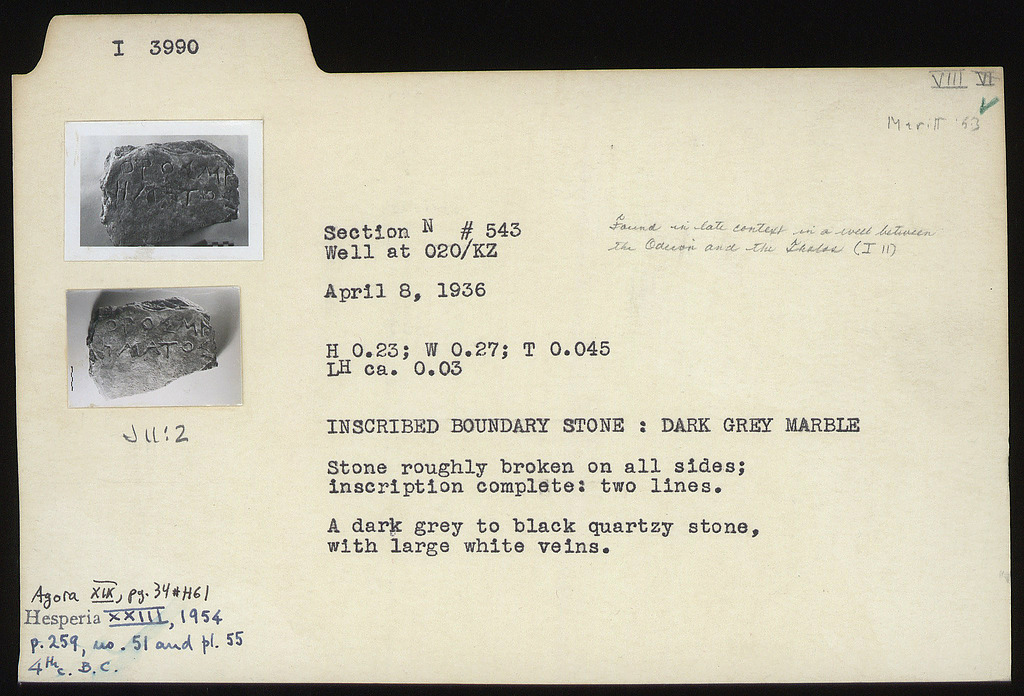 I 3990
VIII VI
Meritt '53
ΟΡΟΣΜΝ
ΗΜΑΤΟ
Section N # 543
Well at O20/KZ
Found in late context in a well between
the Odeion and the Tholos (I 11)
April 8, 1936
H 0.23; W 0.27; T 0.045
LH ca. 0.03
J 11:2
INSCRIBED BOUNDARY STONE : DARK GREY MARBLE
Stone roughly broken on all sides;
inscription complete: two lines.
A dark grey to black quartzy stone,
with large white veins.
Agora XIX, pg. 34 #H61
Hesperia XXIII, 1954
p. 259, no. 51 and pl. 55
4th c. B.C.